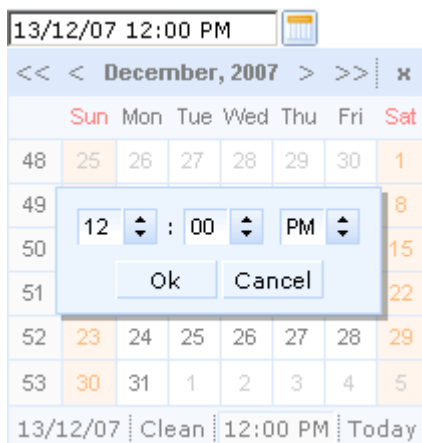 13/12/07 12:00 PM
<< < December, 2007 > >> x
Sun Mon Tue Wed Thu Fri Sat
48 25 26 27 28 29 30 1
49 8
12 : 00 PM
50 15
Ok Cancel
51 22
52 23 24 25 26 27 28 29
53 30 31 1 2 3 4 5
13/12/07 Clean 12:00 PM Today